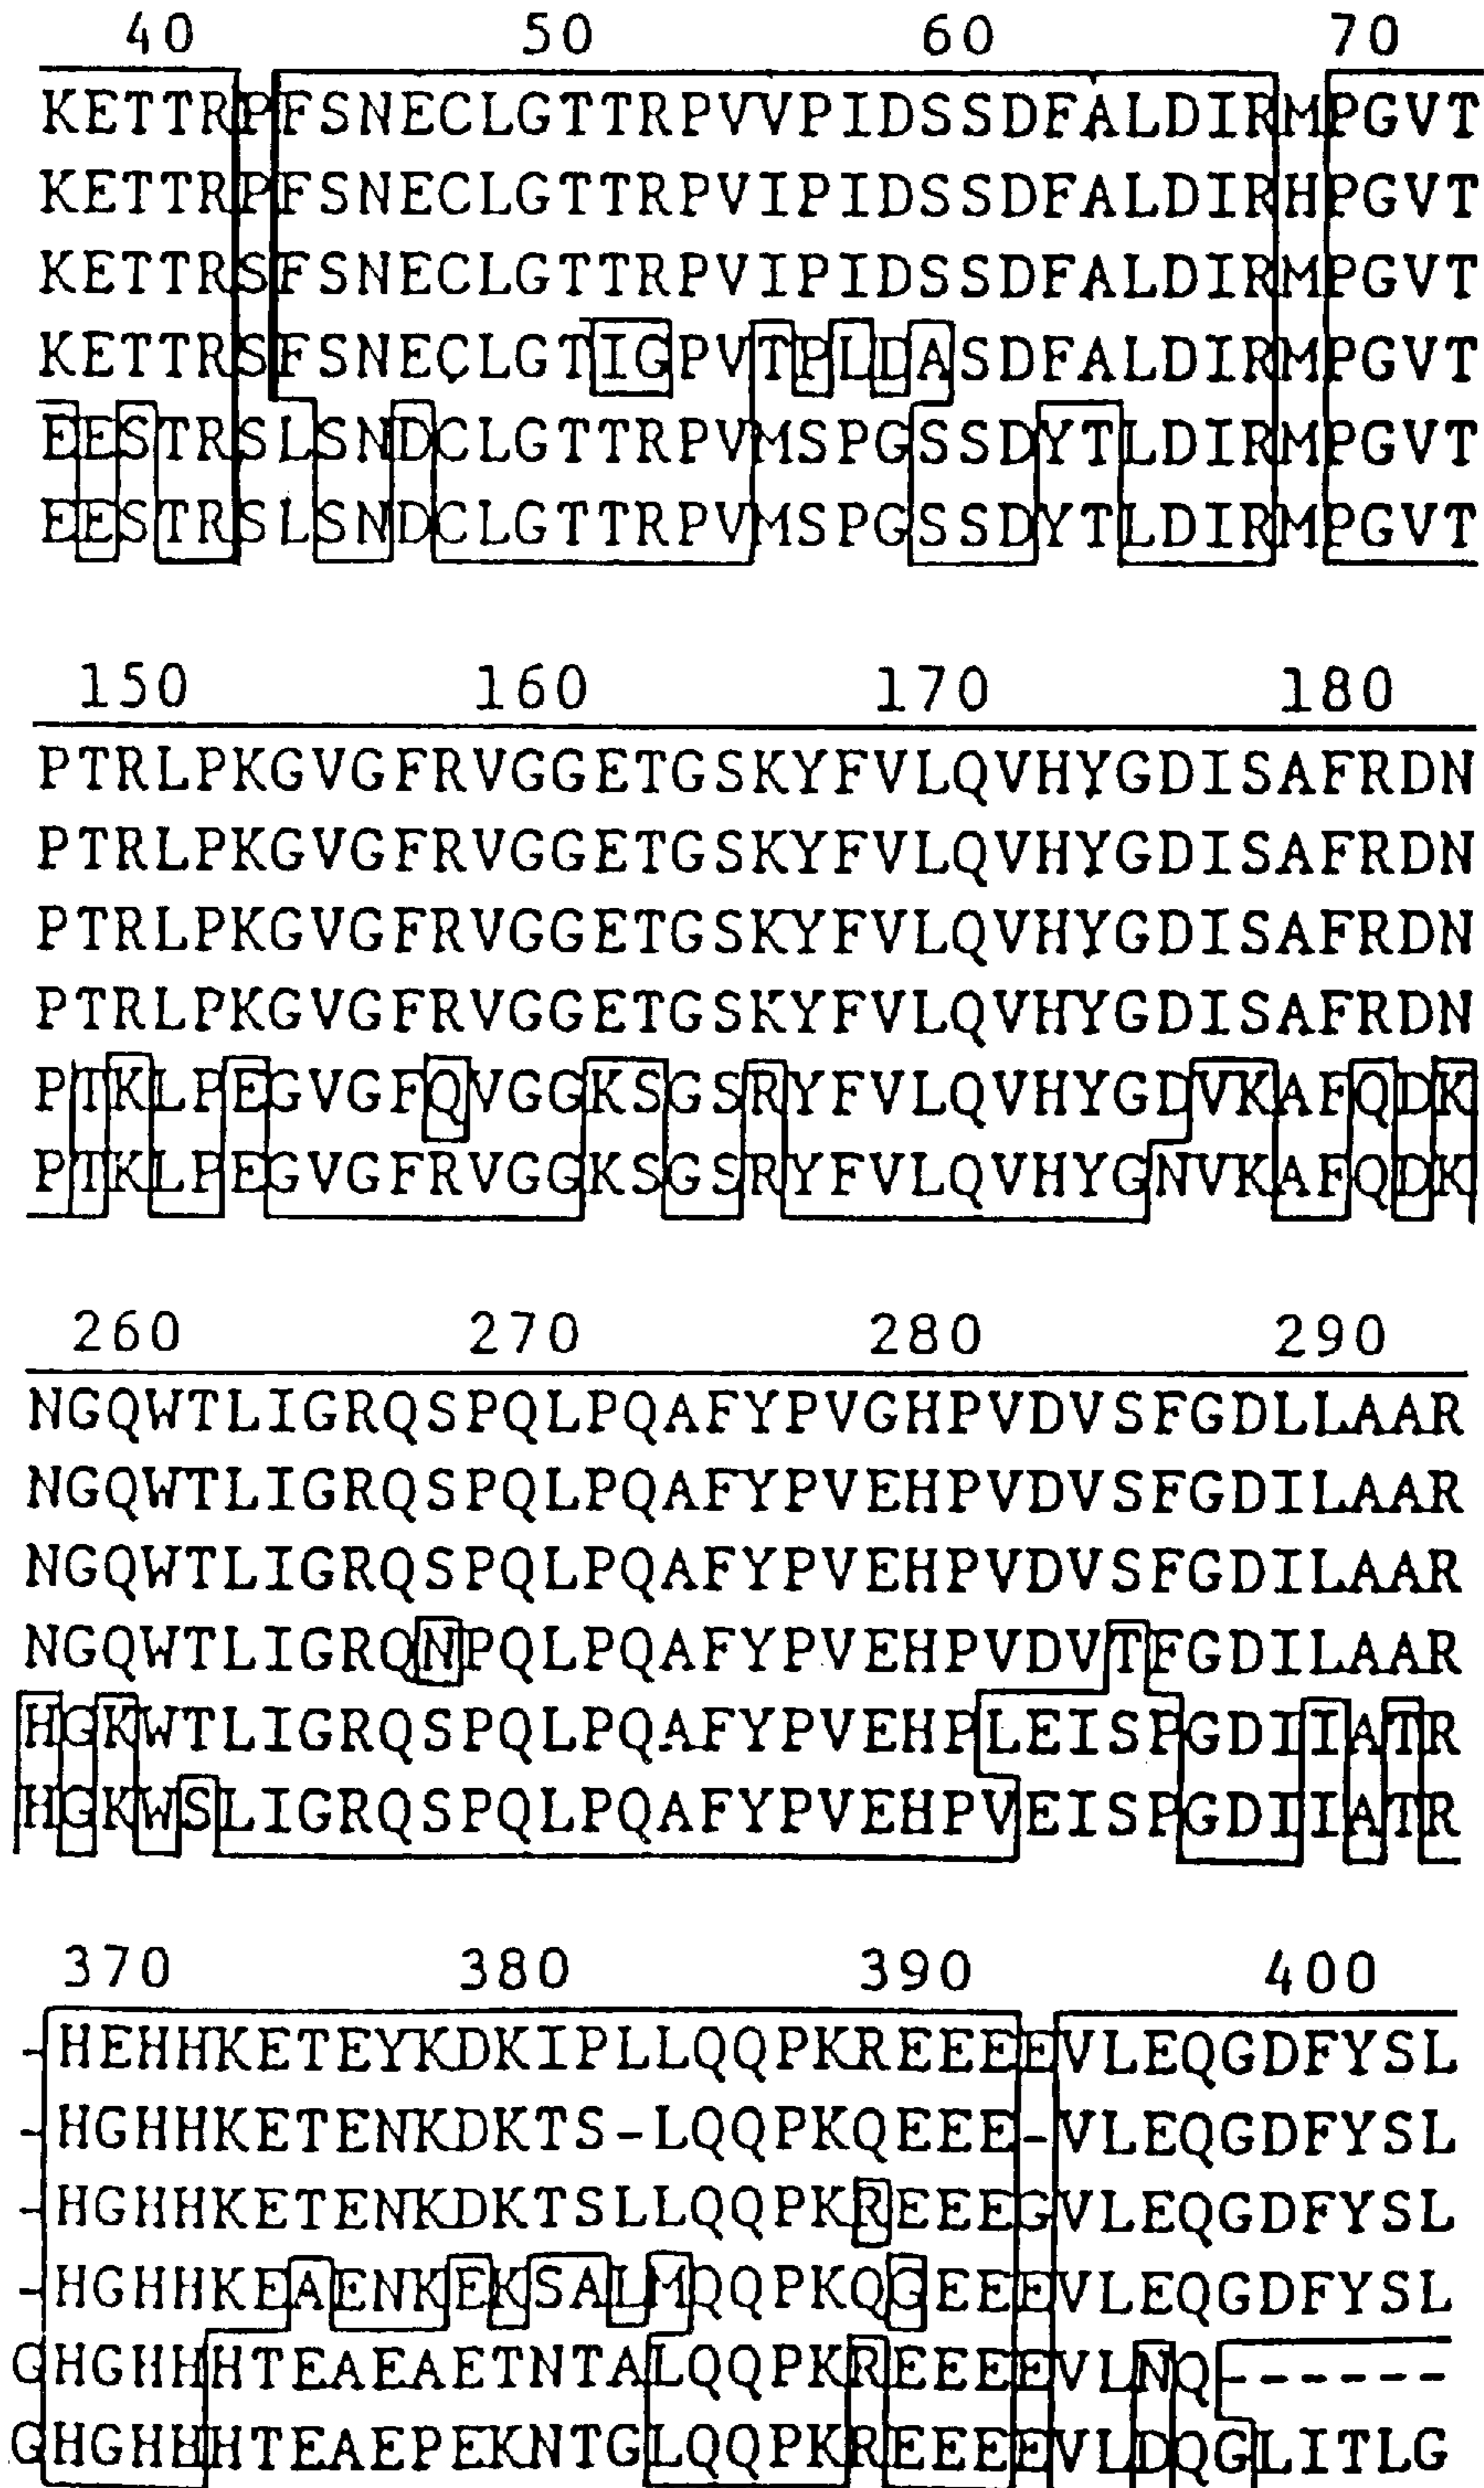 40 50 60 70
KETTRPFSNECLGTTRPVVPIDSSDFALDIRMPGVT
KETTRPFSNECLGTTRPVIPIDSSDFALDIRHPGVT
KETTRSFSNECLGTTRPVIPIDSSDFALDIRMPGVT
KETTRSFSNECLGTIGPVTPLDASDFALDIRMPGVT
EESTRSLSNDCLGTTRPVMSPGSSDYTLDIRMPGVT
EESTRSLSNDCLGTTRPVMSPGSSDYTLDIRMPGVT
150 160 170 180
PTRLPKGVGFRVGGETGSKYFVLQVHYGDISAFRDN
PTRLPKGVGFRVGGETGSKYFVLQVHYGDISAFRDN
PTRLPKGVGFRVGGETGSKYFVLQVHYGDISAFRDN
PTRLPKGVGFRVGGETGSKYFVLQVHYGDISAFRDN
PTKLPEGVGFQVGGKSGSRYFVLQVHYGDVKAFQDK
PTKLPEGVGFRVGGKSGSRYFVLQVHYGNVKAFQDK
260 270 280 290
NGQWTLIGRQSPQLPQAFYPVGHPVDVSFGDLLAAR
NGQWTLIGRQSPQLPQAFYPVEHPVDVSFGDILAAR
NGQWTLIGRQSPQLPQAFYPVEHPVDVSFGDILAAR
NGQWTLIGRQNPQLPQAFYPVEHPVDVTFGDILAAR
HGKWTLIGRQSPQLPQAFYPVEHPLEISPGDIIATR
HGKWSLIGRQSPQLPQAFYPVEHPVEISPGDIIATR
370 380 390 400
-HEHHKETEYKDKIPLLQQPKREEEEVLEQGDFYSL
-HGHHKETENKDKTS-LQQPKQEEE-VLEQGDFYSL
-HGHHKETENKDKTSLLQQPKREEEGVLEQGDFYSL
-HGHHKEAENKEKSALMQQPKQGEEEVLEQGDFYSL
GHGHHHTEAEAETNTALQQPKREEEEVLNQ------
GHGHHHTEAEPEKNTGLQQPKREEEEVLDQGLITLG